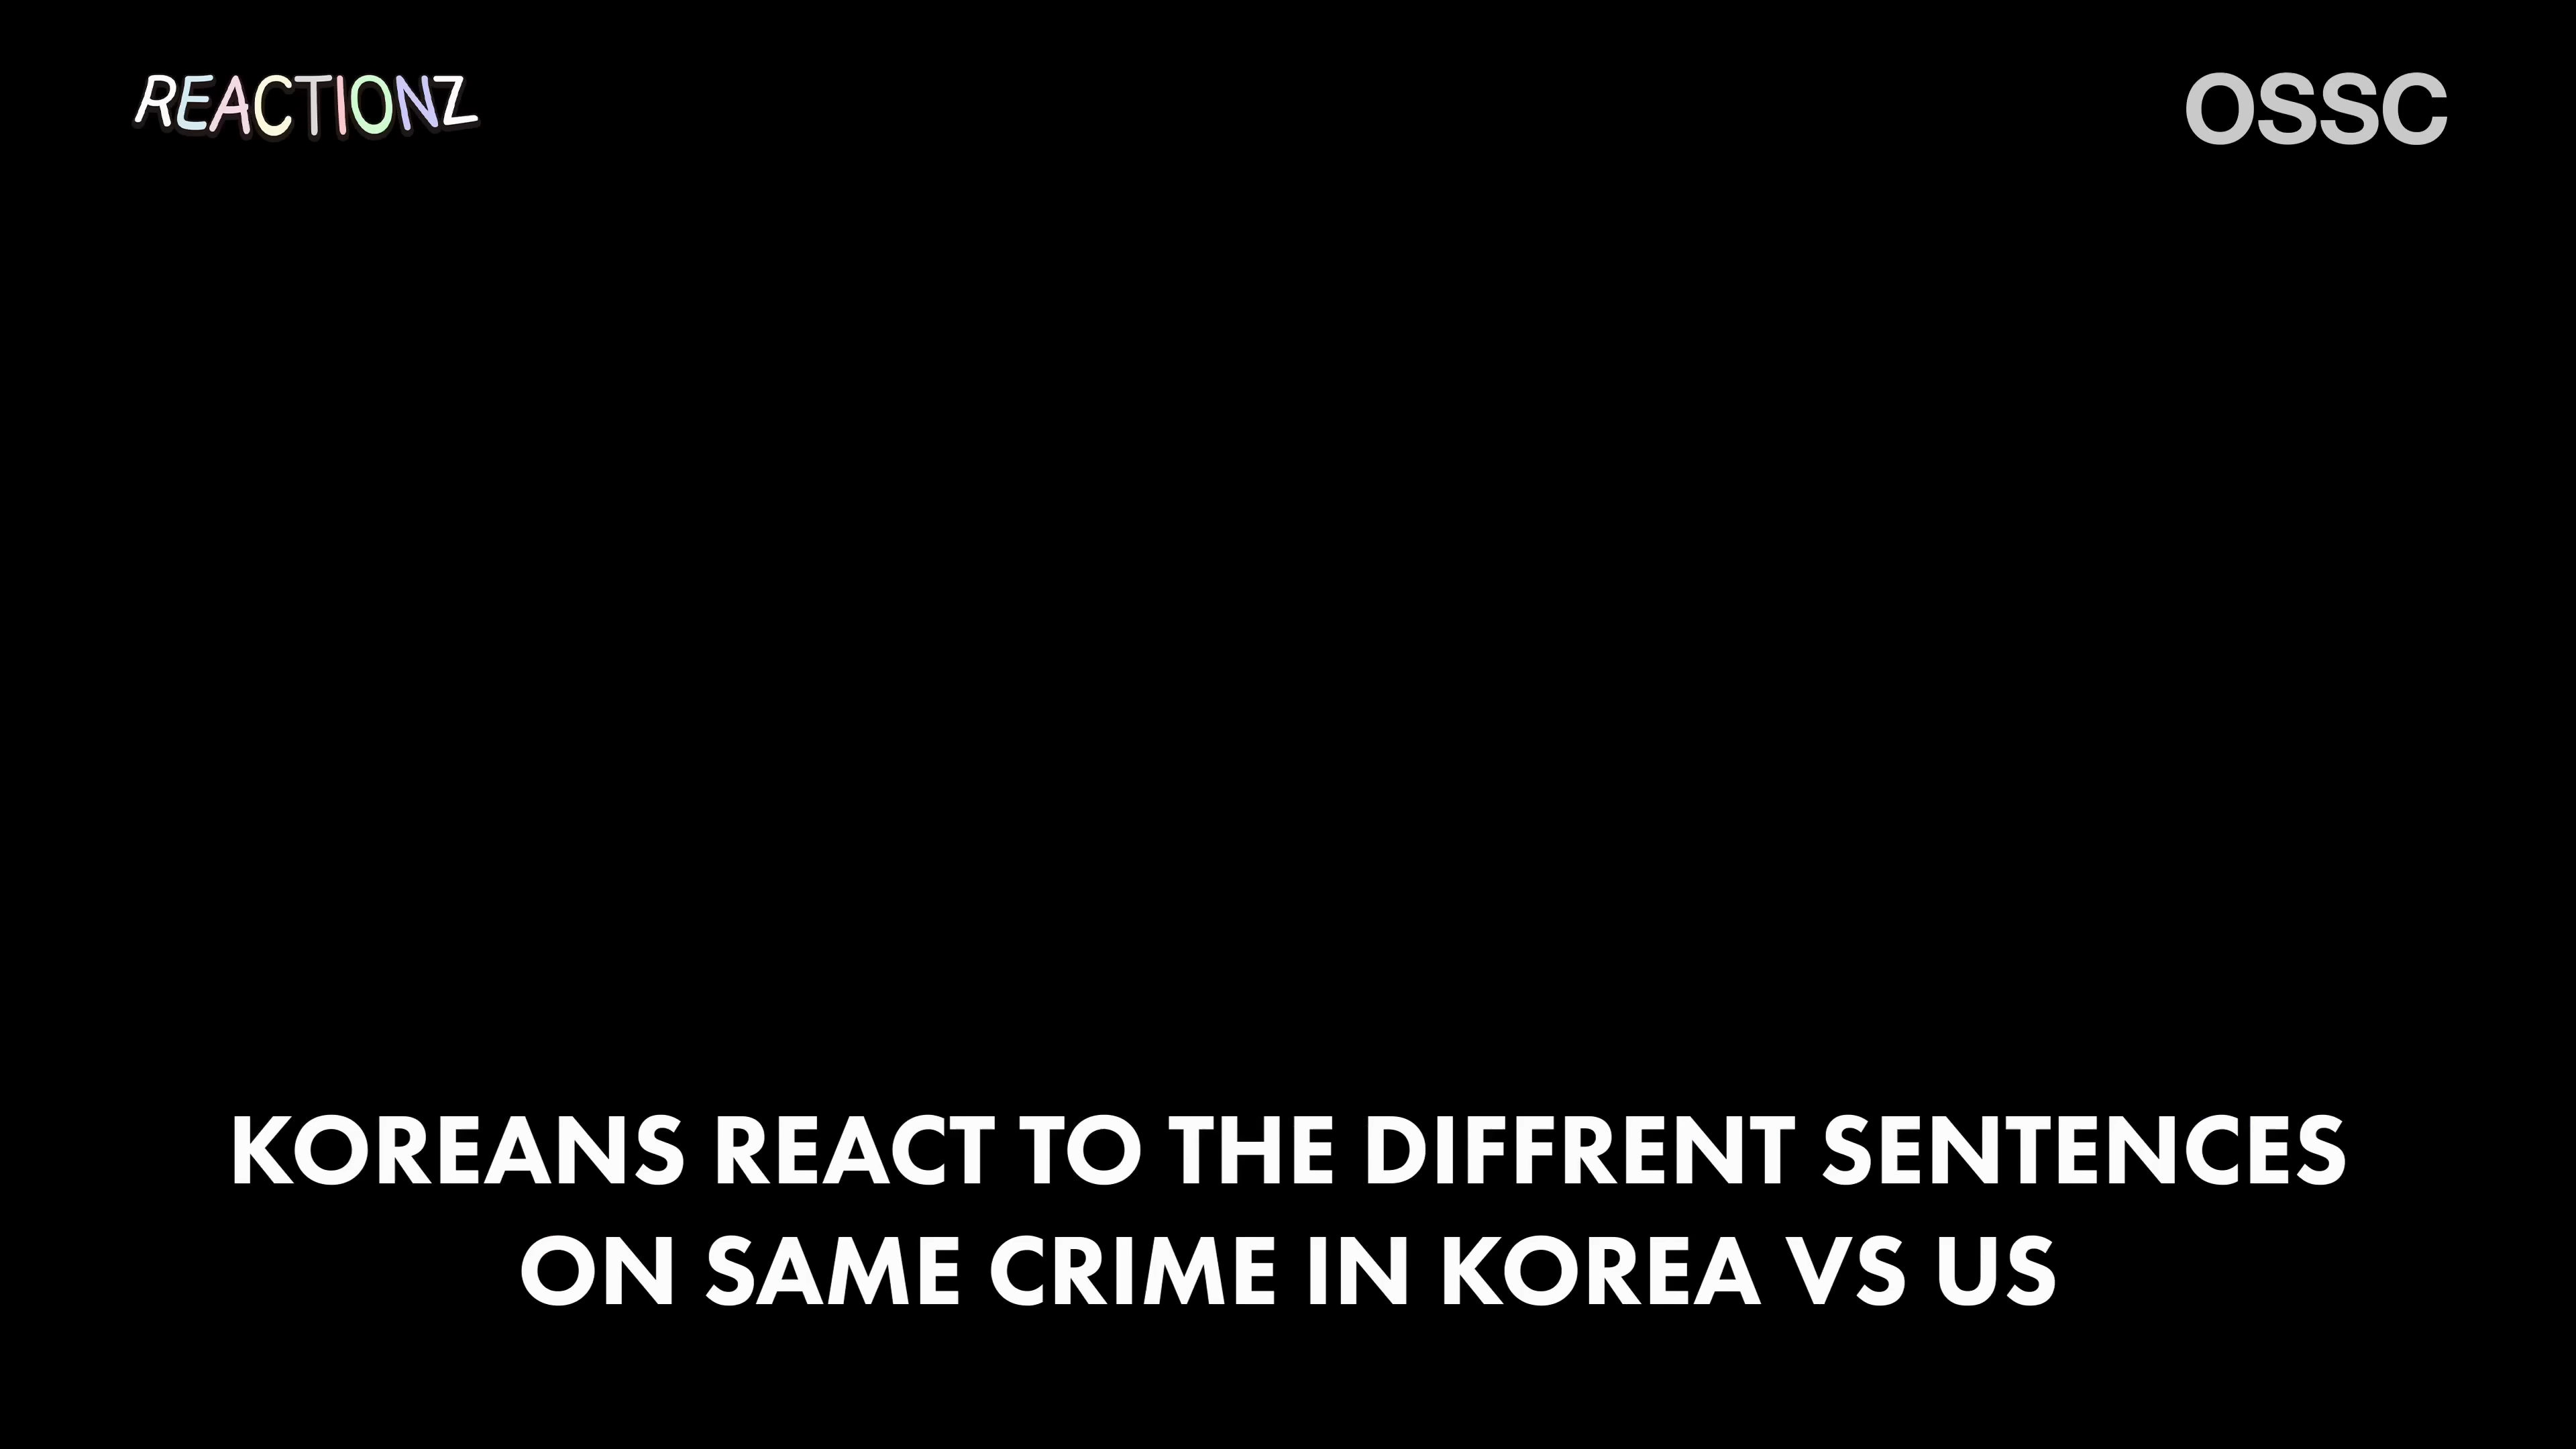 REACTIONZ
OSSC
KOREANS REACT TO THE DIFFRENT SENTENCES
ON SAME CRIME IN KOREA VS US